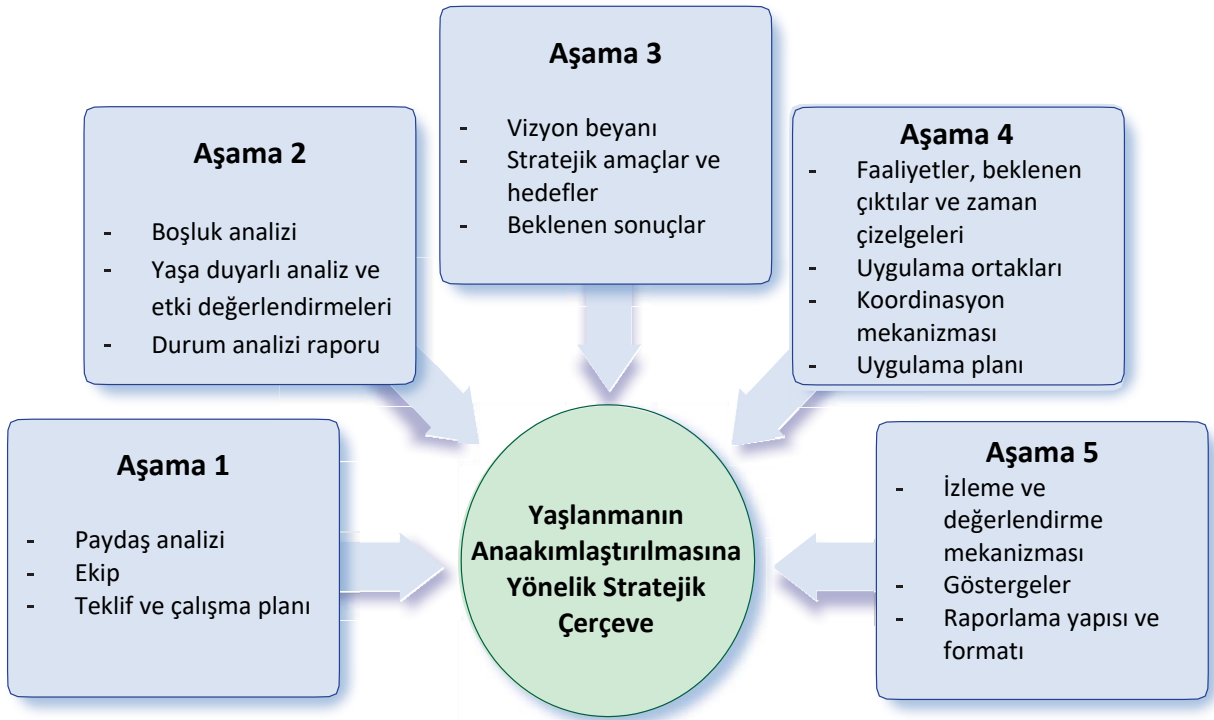 Aşama 1
- Paydaş analizi
- Ekip
- Teklif ve çalışma planı
Aşama 2
- Boşluk analizi
- Yaşa duyarlı analiz ve
etki değerlendirmeleri
- Durum analizi raporu
Aşama 3
- Vizyon beyanı
- Stratejik amaçlar ve
hedefler
- Beklenen sonuçlar
Aşama 4
- Faaliyetler, beklenen
çıktılar ve zaman
çizelgeleri
- Uygulama ortakları
- Koordinasyon
mekanizması
- Uygulama planı
Aşama 5
- İzleme ve
değerlendirme
mekanizması
- Göstergeler
- Raporlama yapısı ve
formatı
Yaşlanmanın
Anaakımlaştırılmasına
Yönelik Stratejik
Çerçeve